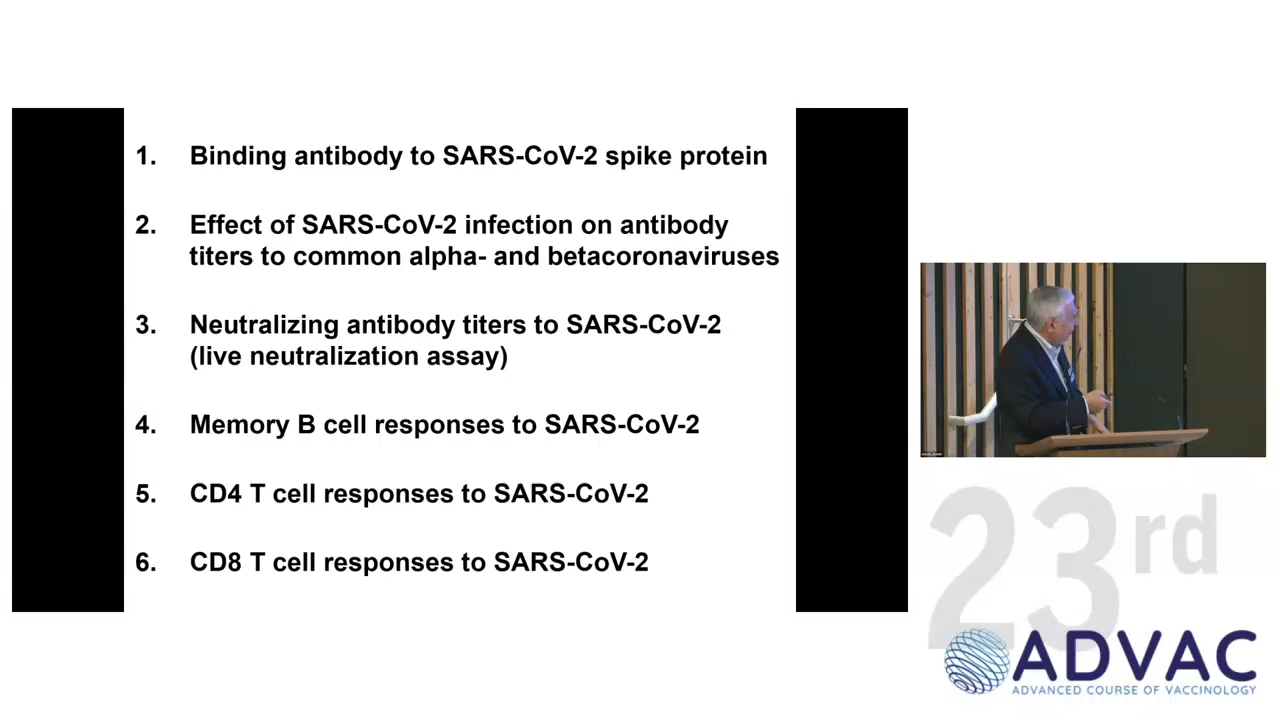 1. Binding antibody to SARS-CoV-2 spike protein
2. Effect of SARS-CoV-2 infection on antibody
titers to common alpha- and betacoronaviruses
3. Neutralizing antibody titers to SARS-CoV-2
(live neutralization assay)
4. Memory B cell responses to SARS-CoV-2
5. CD4 T cell responses to SARS-CoV-2
6. CD8 T cell responses to SARS-CoV-2
23rd
ADVAC
ADVANCED COURSE OF VACCINOLOGY